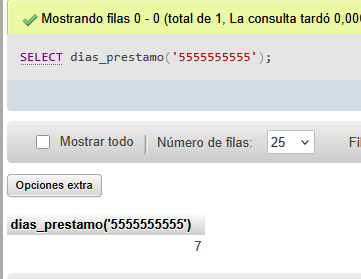 Mostrando filas 0 - 0 (total de 1, La consulta tardó 0,00
SELECT dias_prestamo('5555555555');
Mostrar todo | Número de filas: 25
Opciones extra
dias_prestamo('5555555555')
7